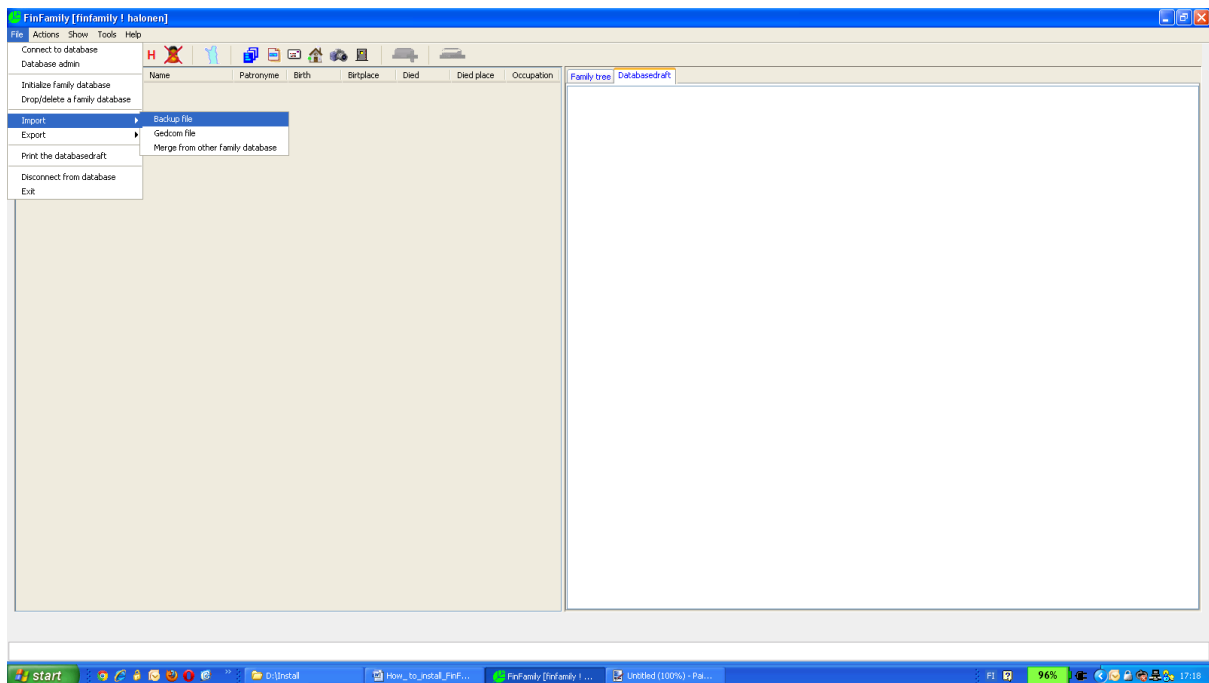 FinFamily [finfamily ! halonen]
File Actions Show Tools Help
Connect to database
Database admin
Initialize family database
Drop/delete a family database
Import
Export
Print the databasedraft
Disconnect from database
Exit
Backup file
Gedcom file
Merge from other family database
H
Name Patronyme Birth Birtplace Died Died place Occupation
Family tree Databasedraft
start
D:\Install
How_to_install_FinF...
FinFamily [finfamily ! ...
Untitled (100%) - Pai...
FI
96%
17:18